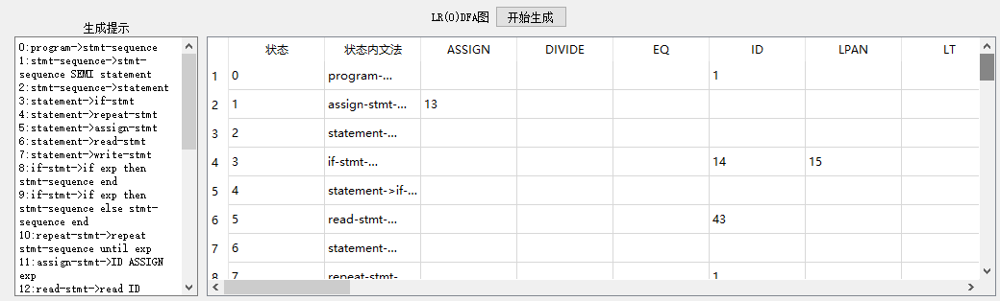 LR(0)DFA图 开始生成
生成提示
0:program->stmt-sequence
1:stmt-sequence->stmt-
sequence SEMI statement
2:stmt-sequence->statement
3:statement->if-stmt
4:statement->repeat-stmt
5:statement->assign-stmt
6:statement->read-stmt
7:statement->write-stmt
8:if-stmt->if exp then
stmt-sequence end
9:if-stmt->if exp then
stmt-sequence else stmt-
sequence end
10:repeat-stmt->repeat
stmt-sequence until exp
11:assign-stmt->ID ASSIGN
exp
12:read-stmt->read ID
状态 状态内文法 ASSIGN DIVIDE EQ ID LPAN LT
1 0 program-... 1
2 1 assign-stmt-... 13
3 2 statement-...
4 3 if-stmt-... 14 15
5 4 statement->if-...
6 5 read-stmt-... 43
7 6 statement-...
8 7 repeat-stmt- 1